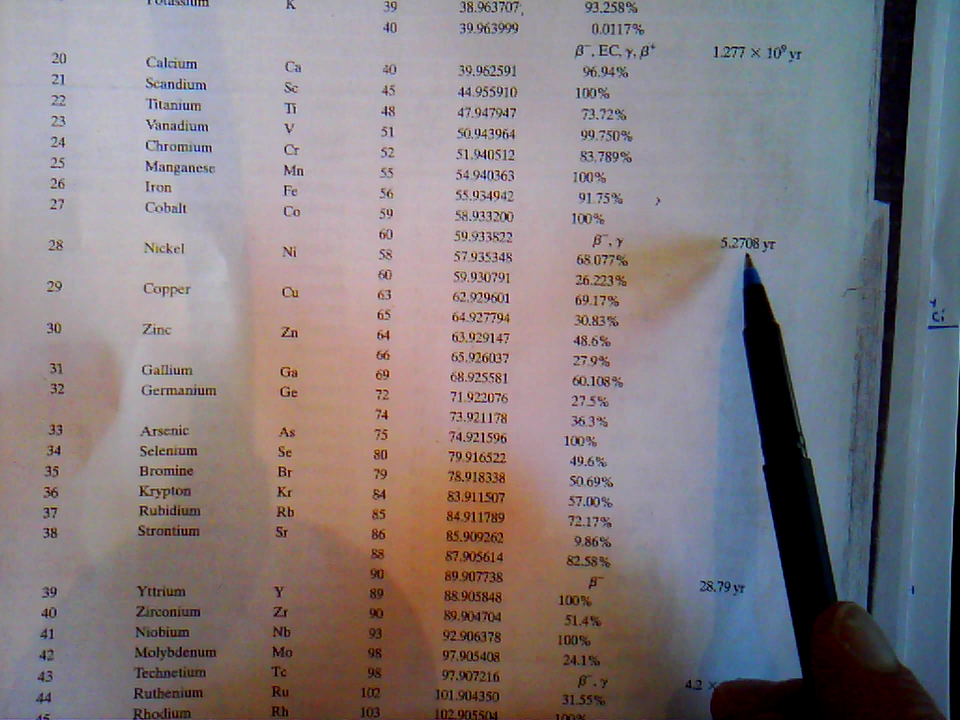 Potassium K 39 38.963707 93.258%
40 39.963999 0.0117%
β⁻, EC, γ, β⁺ 1.277 × 10⁹ yr
20 Calcium Ca 40 39.962591 96.94%
21 Scandium Sc 45 44.955910 100%
22 Titanium Ti 48 47.947947 73.72%
23 Vanadium V 51 50.943964 99.750%
24 Chromium Cr 52 51.940512 83.789%
25 Manganese Mn 55 54.940363 100%
26 Iron Fe 56 55.934942 91.75%
27 Cobalt Co 59 58.933200 100%
60 59.933822 β⁻, γ 5.2708 yr
28 Nickel Ni 58 57.935348 68.077%
60 59.930791 26.223%
29 Copper Cu 63 62.929601 69.17%
65 64.927794 30.83%
30 Zinc Zn 64 63.929147 48.6%
66 65.926037 27.9%
31 Gallium Ga 69 68.925581 60.108%
32 Germanium Ge 72 71.922076 27.5%
74 73.921178 36.3%
33 Arsenic As 75 74.921596 100%
34 Selenium Se 80 79.916522 49.6%
35 Bromine Br 79 78.918338 50.69%
36 Krypton Kr 84 83.911507 57.00%
37 Rubidium Rb 85 84.911789 72.17%
38 Strontium Sr 86 85.909262 9.86%
88 87.905614 82.58%
90 89.907738 β⁻ 28.79 yr
39 Yttrium Y 89 88.905848 100%
40 Zirconium Zr 90 89.904704 51.4%
41 Niobium Nb 93 92.906378 100%
42 Molybdenum Mo 98 97.905408 24.1%
43 Technetium Tc 98 97.907216 β⁻, γ 4.2 ×
44 Ruthenium Ru 102 101.904350 31.55%
45 Rhodium Rh 103 102.905504 100%